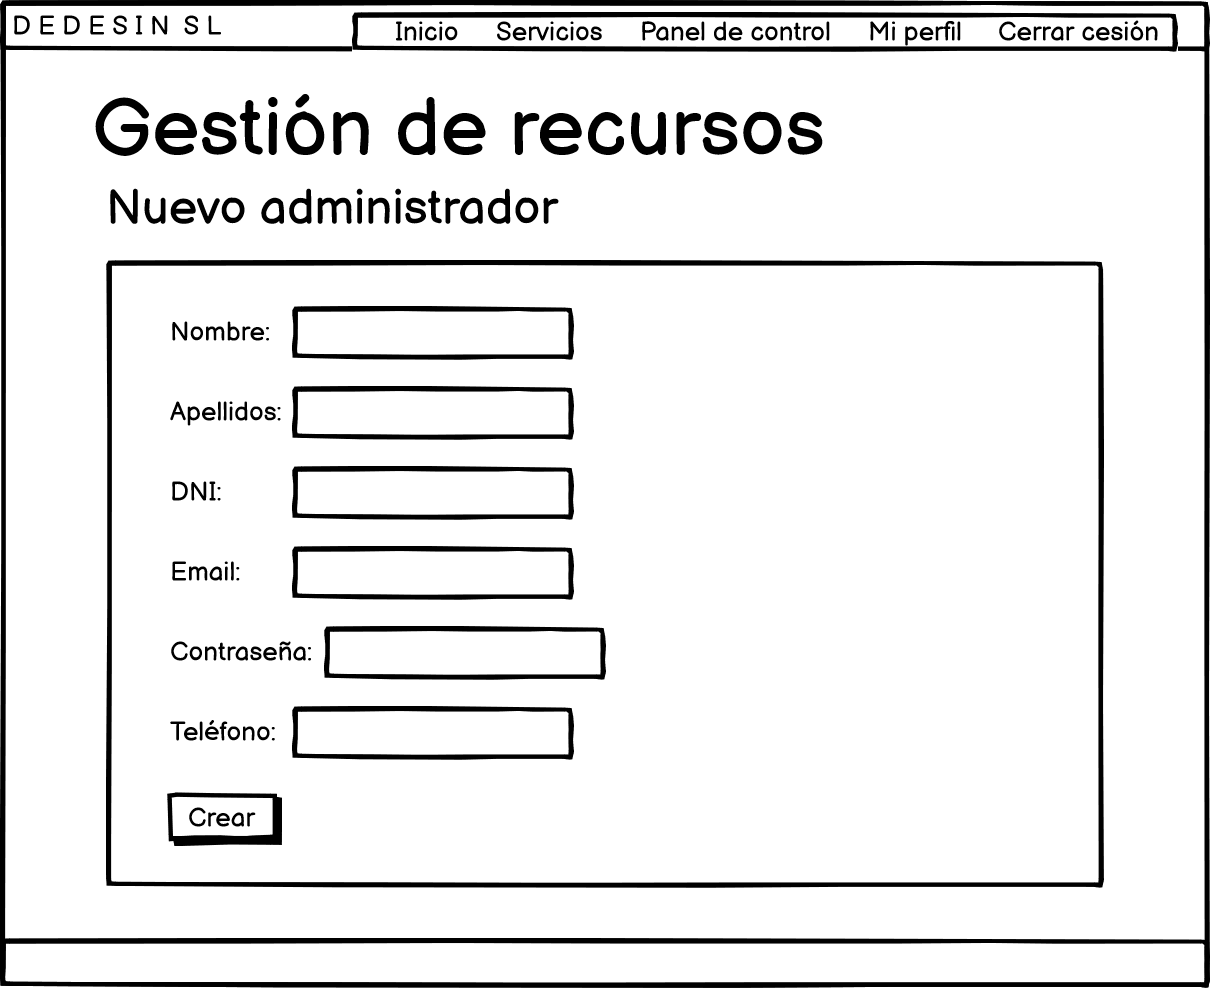 DEDESIN SL
Inicio Servicios Panel de control Mi perfil Cerrar cesión
Gestión de recursos
Nuevo administrador
Nombre:
Apellidos:
DNI:
Email:
Contraseña:
Teléfono:
Crear